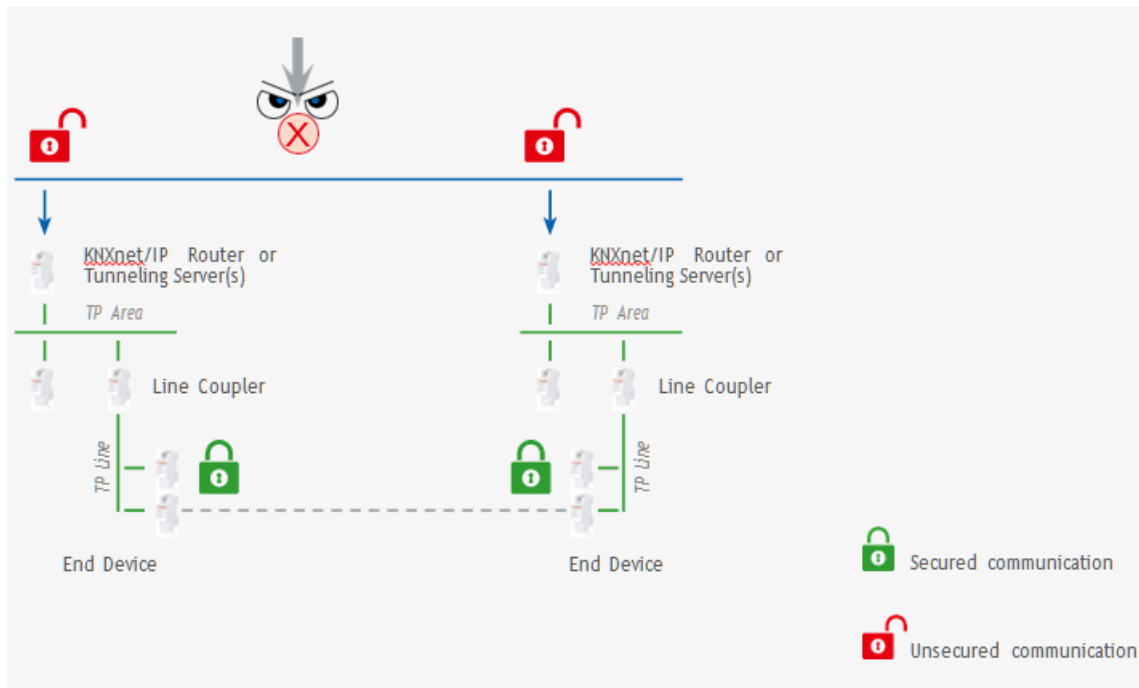 X
KNXnet/IP Router or
Tunneling Server(s)
KNXnet/IP Router or
Tunneling Server(s)
TP Area
TP Area
Line Coupler
Line Coupler
TP Line
TP Line
End Device
End Device
Secured communication
Unsecured communication